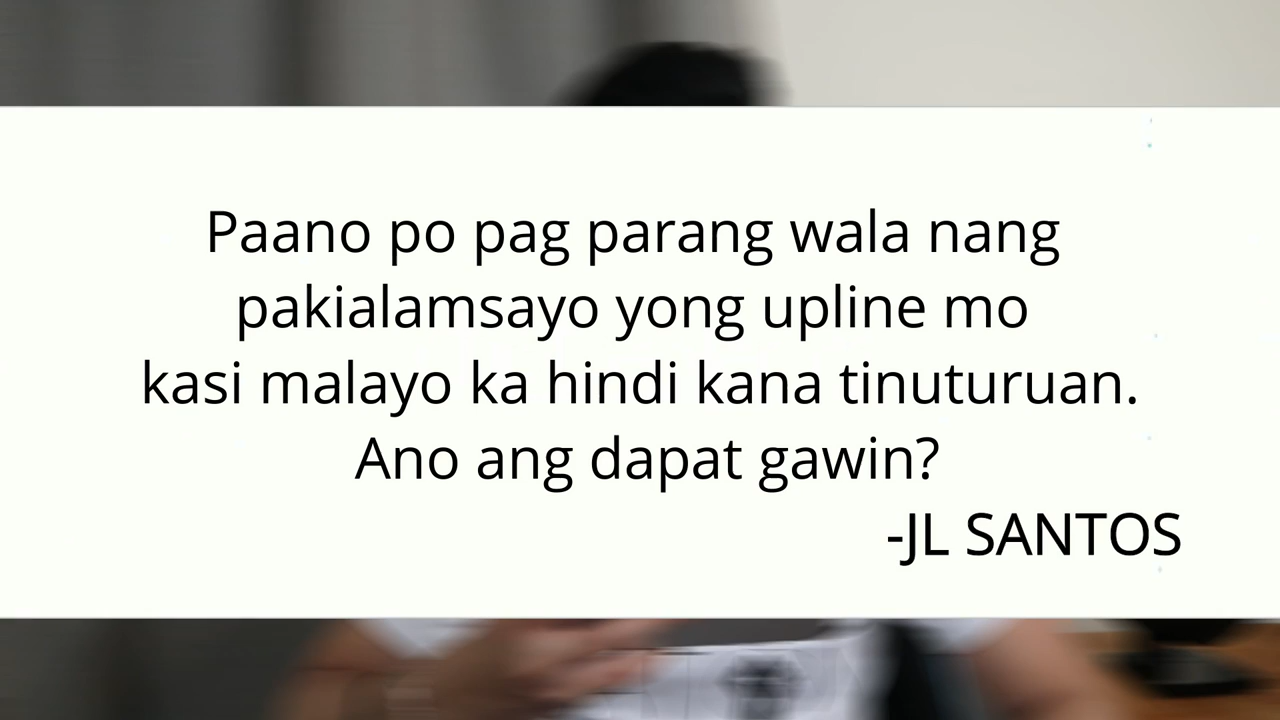 Paano po pag parang wala nang
pakialamsayo yong upline mo
kasi malayo ka hindi kana tinuturuan.
Ano ang dapat gawin?
-JL SANTOS